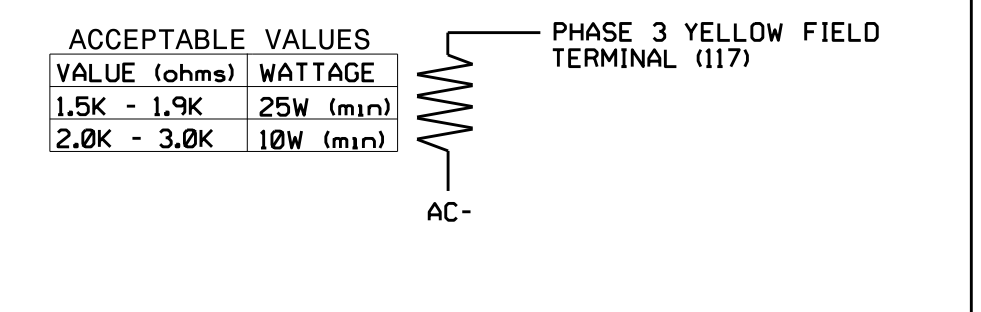 ACCEPTABLE VALUES
VALUE (ohms) WATTAGE
1.5K - 1.9K 25W (min)
2.0K - 3.0K 10W (min)
PHASE 3 YELLOW FIELD
TERMINAL (117)
AC-